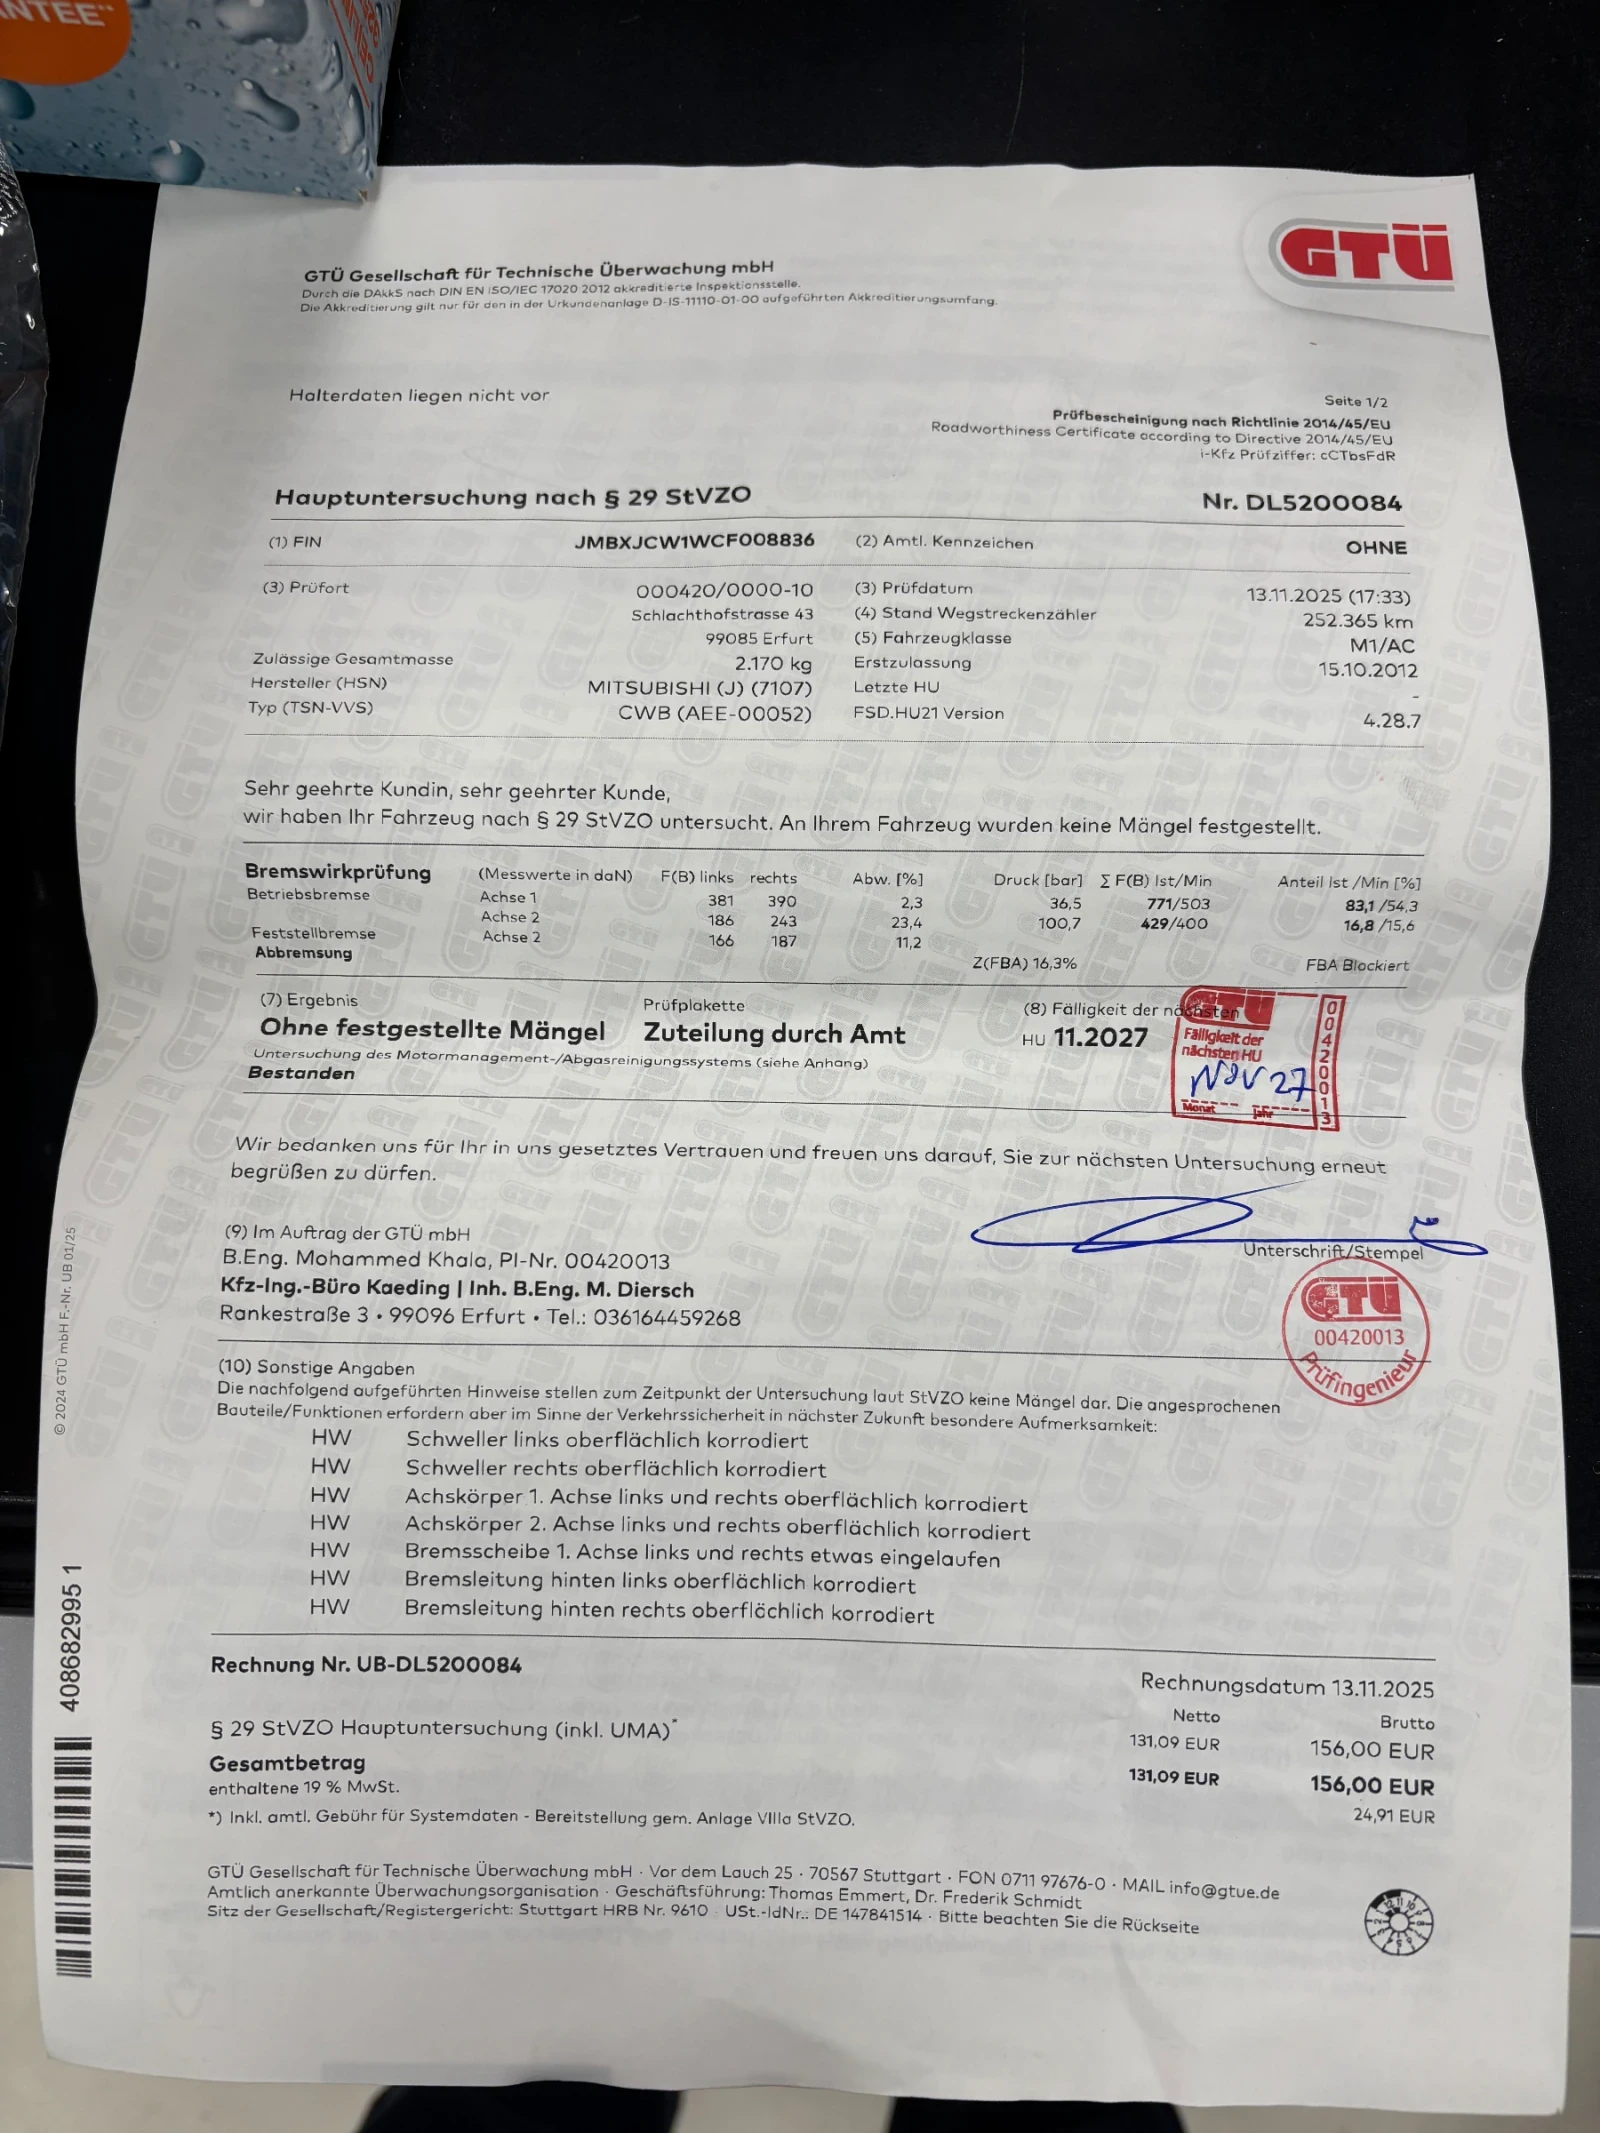 ANTEE"
GTÜ
GTÜ Gesellschaft für Technische Überwachung mbH
Durch die DAkkS nach DIN EN ISO/IEC 17020 2012 akkreditierte Inspektionsstelle.
Die Akkreditierung gilt nur für den in der Urkundenanlage D-IS-11110-01-00 aufgeführten Akkreditierungsumfang.
Halterdaten liegen nicht vor
Seite 1/2
Prüfbescheinigung nach Richtlinie 2014/45/EU
Roadworthiness Certificate according to Directive 2014/45/EU
i-Kfz Prüfziffer: cCTbsFdR
Hauptuntersuchung nach § 29 StVZO Nr. DL5200084
(1) FIN JMBXJCW1WCF008836 (2) Amtl. Kennzeichen OHNE
(3) Prüfort 000420/0000-10 (3) Prüfdatum 13.11.2025 (17:33)
Schlachthofstrasse 43 (4) Stand Wegstreckenzähler 252.365 km
99085 Erfurt (5) Fahrzeugklasse M1/AC
Zulässige Gesamtmasse 2.170 kg Erstzulassung 15.10.2012
Hersteller (HSN) MITSUBISHI (J) (7107) Letzte HU -
Typ (TSN-VVS) CWB (AEE-00052) FSD.HU21 Version 4.28.7
Sehr geehrte Kundin, sehr geehrter Kunde,
wir haben Ihr Fahrzeug nach § 29 StVZO untersucht. An Ihrem Fahrzeug wurden keine Mängel festgestellt.
Bremswirkprüfung (Messwerte in daN) F(B) links rechts Abw. [%] Druck [bar] Σ F(B) Ist/Min Anteil Ist /Min [%]
Betriebsbremse Achse 1 381 390 2,3 36,5 771/503 83,1 /54,3
Achse 2 186 243 23,4 100,7 429/400 16,8 /15,6
Feststellbremse Achse 2 166 187 11,2
Abbremsung Z(FBA) 16,3% FBA Blockiert
(7) Ergebnis Prüfplakette (8) Fälligkeit der nächsten
Ohne festgestellte Mängel Zuteilung durch Amt HU 11.2027
Untersuchung des Motormanagement-/Abgasreinigungssystems (siehe Anhang)
Bestanden
GTÜ
Fälligkeit der
nächsten HU
NOV 27
Monat Jahr
00420013
Wir bedanken uns für Ihr in uns gesetztes Vertrauen und freuen uns darauf, Sie zur nächsten Untersuchung erneut
begrüßen zu dürfen.
(9) Im Auftrag der GTÜ mbH
B.Eng. Mohammed Khala, PI-Nr. 00420013
Kfz-Ing.-Büro Kaeding | Inh. B.Eng. M. Diersch
Rankestraße 3 • 99096 Erfurt • Tel.: 036164459268
Unterschrift/Stempel
GTÜ
00420013
Prüfingenieur
(10) Sonstige Angaben
Die nachfolgend aufgeführten Hinweise stellen zum Zeitpunkt der Untersuchung laut StVZO keine Mängel dar. Die angesprochenen
Bauteile/Funktionen erfordern aber im Sinne der Verkehrssicherheit in nächster Zukunft besondere Aufmerksamkeit:
HW Schweller links oberflächlich korrodiert
HW Schweller rechts oberflächlich korrodiert
HW Achskörper 1. Achse links und rechts oberflächlich korrodiert
HW Achskörper 2. Achse links und rechts oberflächlich korrodiert
HW Bremsscheibe 1. Achse links und rechts etwas eingelaufen
HW Bremsleitung hinten links oberflächlich korrodiert
HW Bremsleitung hinten rechts oberflächlich korrodiert
Rechnung Nr. UB-DL5200084 Rechnungsdatum 13.11.2025
Netto Brutto
§ 29 StVZO Hauptuntersuchung (inkl. UMA)* 131,09 EUR 156,00 EUR
Gesamtbetrag 131,09 EUR 156,00 EUR
enthaltene 19 % MwSt. 24,91 EUR
*) Inkl. amtl. Gebühr für Systemdaten - Bereitstellung gem. Anlage VIIIa StVZO.
GTÜ Gesellschaft für Technische Überwachung mbH · Vor dem Lauch 25 · 70567 Stuttgart · FON 0711 97676-0 · MAIL info@gtue.de
Amtlich anerkannte Überwachungsorganisation · Geschäftsführung: Thomas Emmert, Dr. Frederik Schmidt
Sitz der Gesellschaft/Registergericht: Stuttgart HRB Nr. 9610 · USt.-IdNr.: DE 147841514 · Bitte beachten Sie die Rückseite
© 2024 GTÜ mbH F.-Nr. UB 01/25
408682995 1